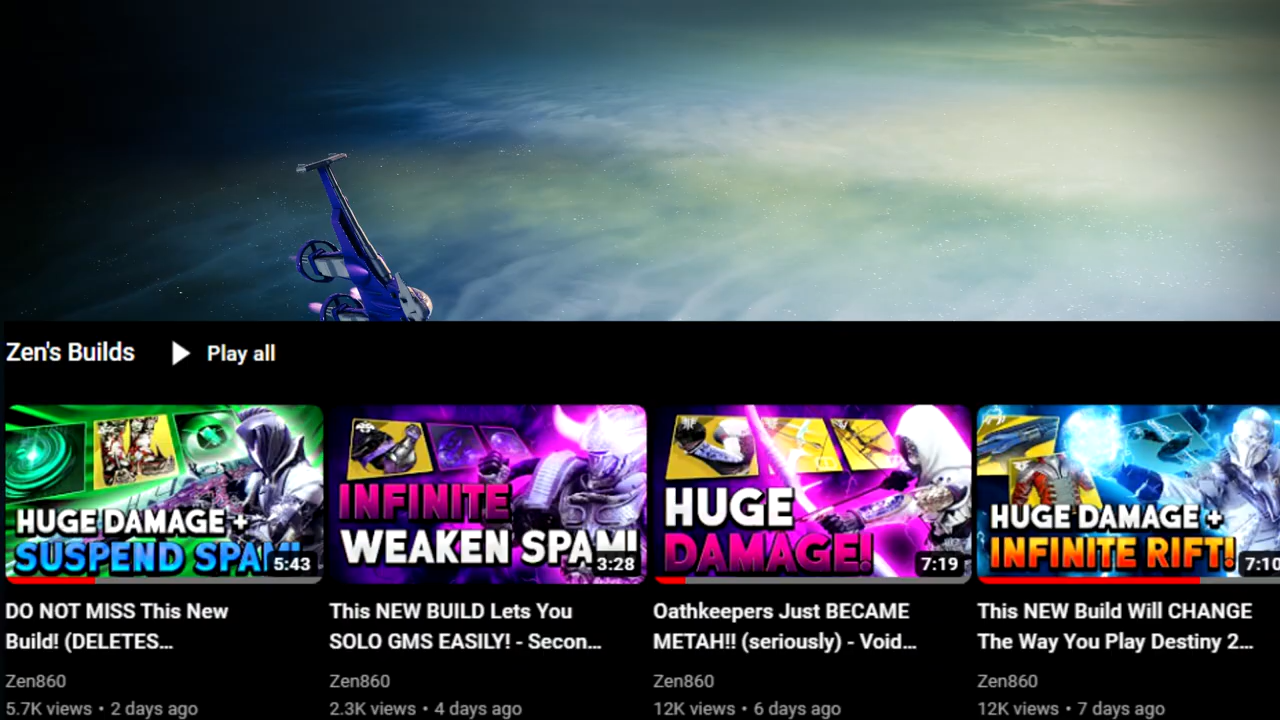 Zen's Builds
Play all
HUGE DAMAGE +
SUSPEND SPAM!
5:43
INFINITE
WEAKEN SPAM!
3:28
HUGE
DAMAGE!
7:19
HUGE DAMAGE +
INFINITE RIFT!
7:10
DO NOT MISS This New
Build! (DELETES...
Zen860
5.7K views • 2 days ago
This NEW BUILD Lets You
SOLO GMS EASILY! - Secon...
Zen860
2.3K views • 4 days ago
Oathkeepers Just BECAME
METAH!! (seriously) - Void...
Zen860
12K views • 6 days ago
This NEW Build Will CHANGE
The Way You Play Destiny 2...
Zen860
12K views • 7 days ago